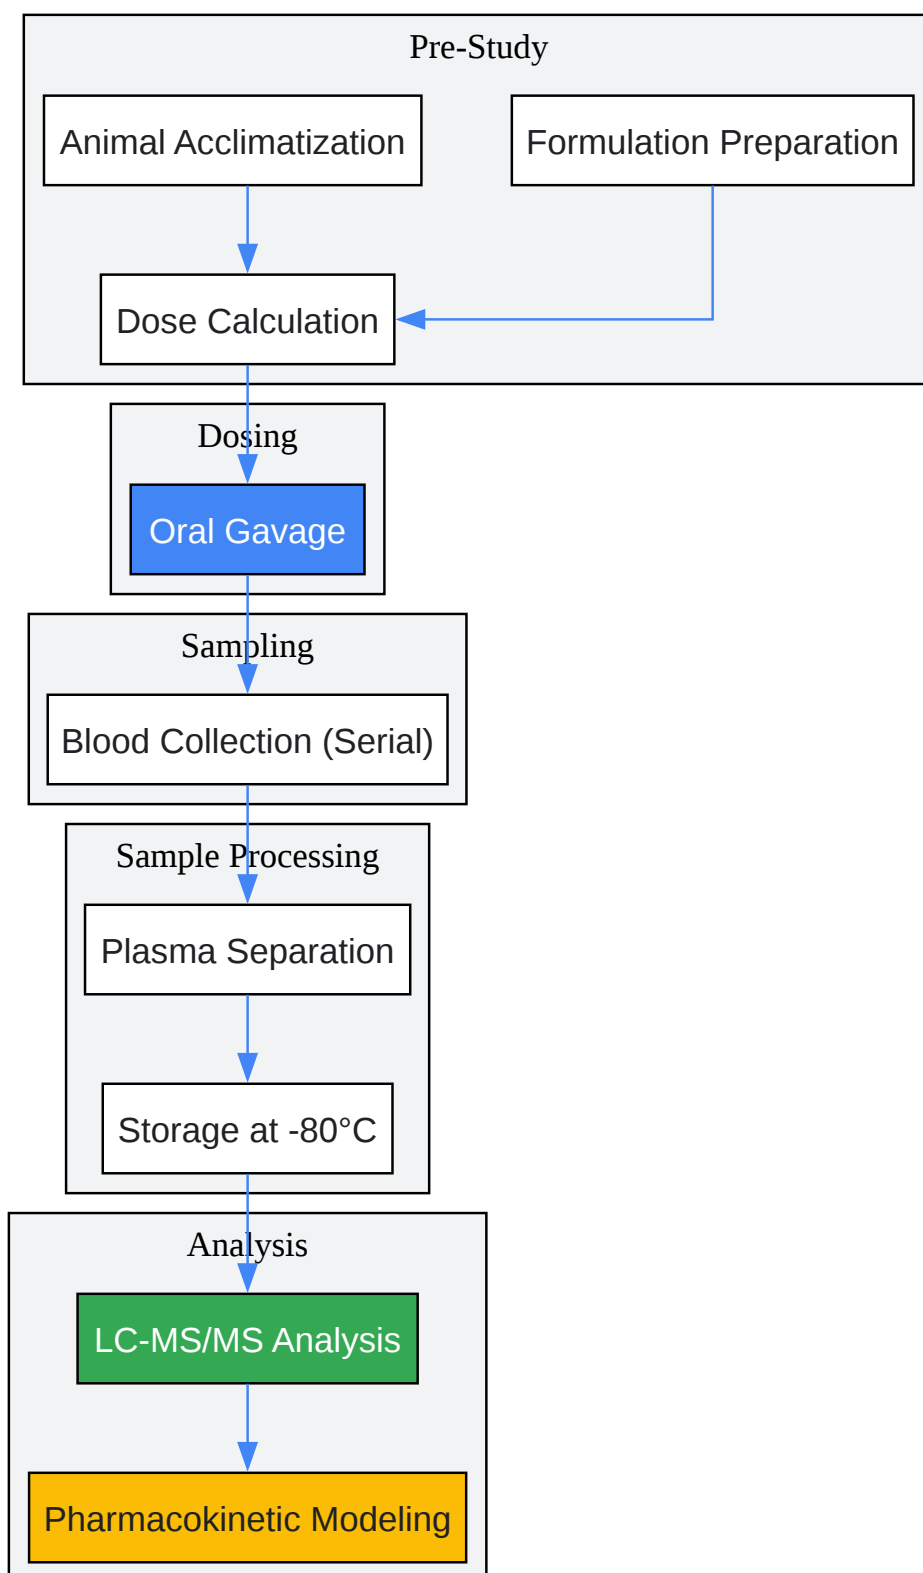 Pre-Study
Animal Acclimatization
Formulation Preparation
Dose Calculation
Dosing
Oral Gavage
Sampling
Blood Collection (Serial)
Sample Processing
Plasma Separation
Storage at -80°C
Analysis
LC-MS/MS Analysis
Pharmacokinetic Modeling